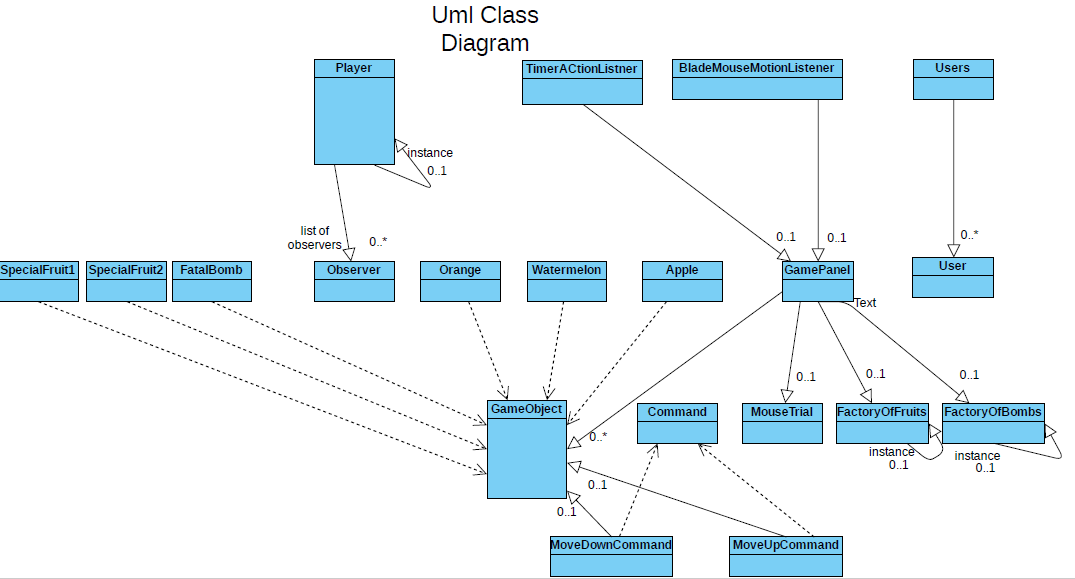 Uml Class
Diagram
Player
TimerACtionListner
BladeMouseMotionListener
Users
instance
0..1
list of
observers
0..*
0..1
0..1
0..*
SpecialFruit1
SpecialFruit2
FatalBomb
Observer
Orange
Watermelon
Apple
GamePanel
User
Text
0..1
0..1
0..1
GameObject
Command
MouseTrial
FactoryOfFruits
FactoryOfBombs
0..*
instance
0..1
instance
0..1
0..1
0..1
MoveDownCommand
MoveUpCommand